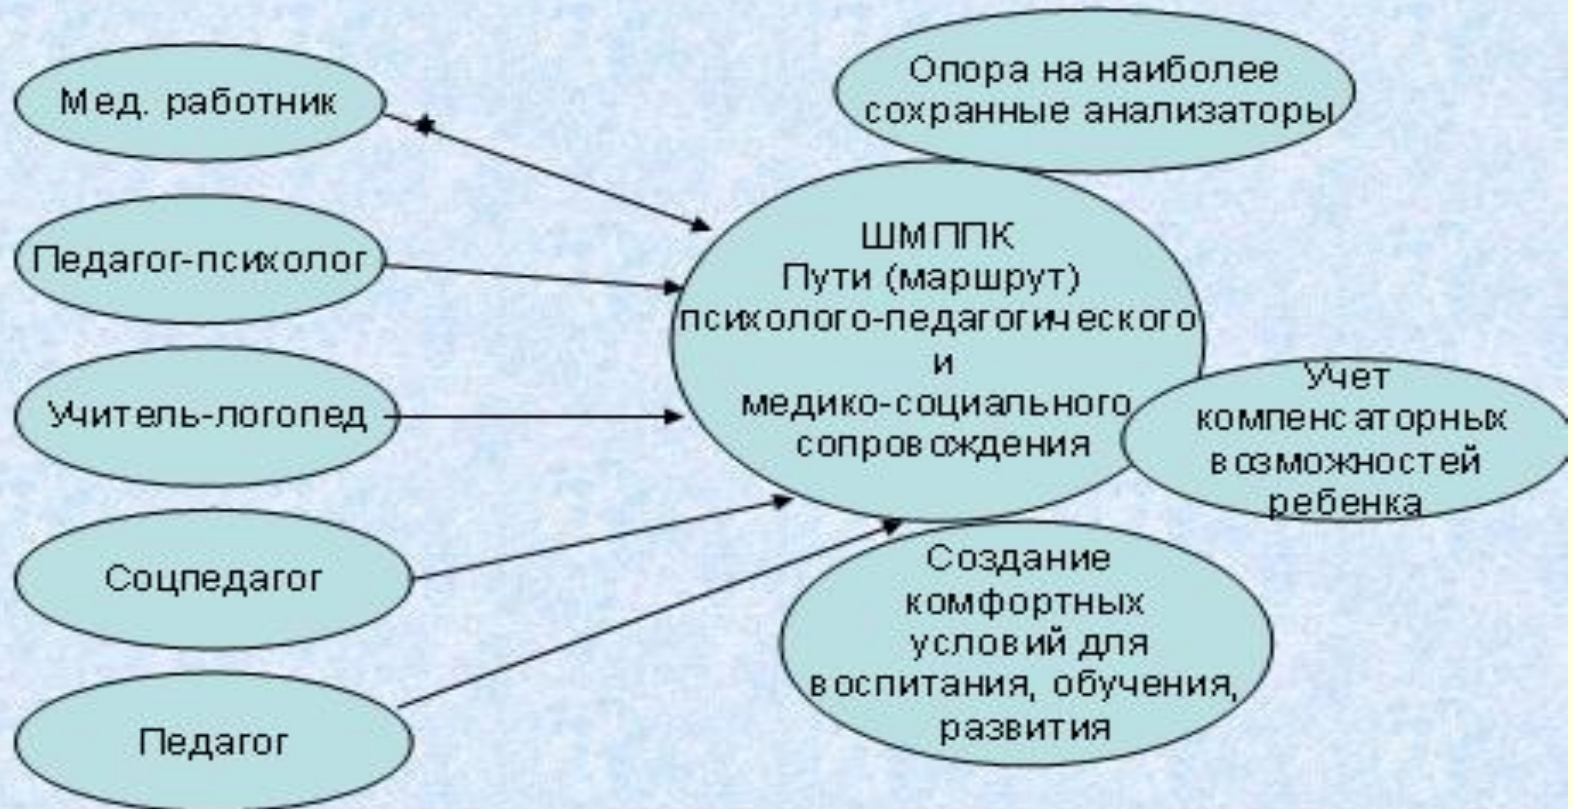 Мед. работник
Педагог-психолог
Учитель-логопед
Соцпедагог
Педагог
Опора на наиболее
сохранные анализаторы
ШМППК
Пути (маршрут)
психолого-педагогического
и
медико-социального
сопровождения
Учет
компенсаторных
возможностей
ребенка
Создание
комфортных
условий для
воспитания, обучения,
развития